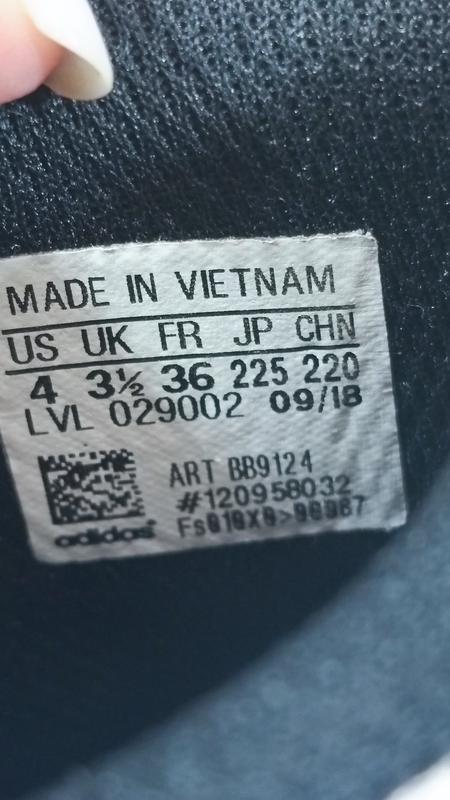 MADE IN VIETNAM
US UK FR JP CHN
4 3½ 36 225 220
LVL 029002 09/18
ART BB9124
#120958032
adidas